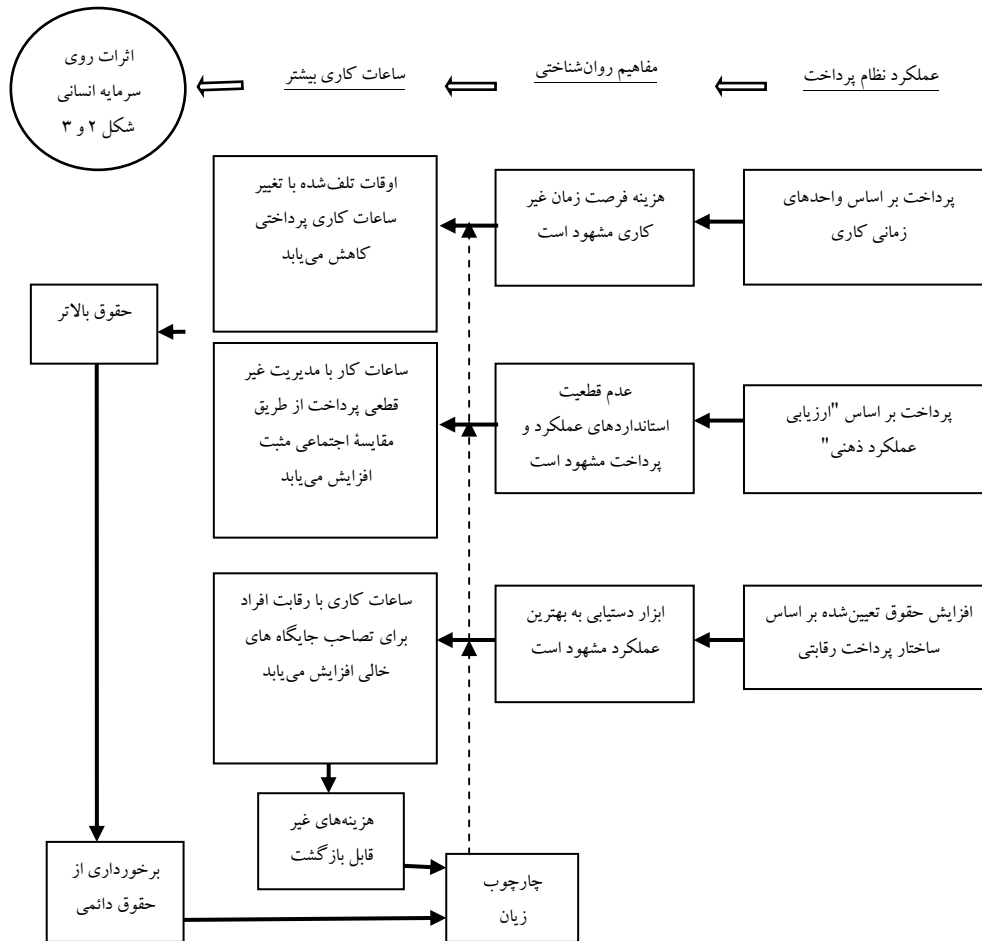 عملکرد نظام پرداخت
مفاهیم روان‌شناختی
ساعات کاری بیشتر
اثرات روی
سرمایه انسانی
شکل ۲ و ۳
پرداخت بر اساس واحدهای
زمانی کاری
هزینه فرصت زمان غیر
کاری مشهود است
اوقات تلف‌شده با تغییر
ساعات کاری پرداختی
کاهش می‌یابد
حقوق بالاتر
پرداخت بر اساس "ارزیابی
عملکرد ذهنی"
عدم قطعیت
استانداردهای عملکرد و
پرداخت مشهود است
ساعات کار با مدیریت غیر
قطعی پرداخت از طریق
مقایسۀ اجتماعی مثبت
افزایش می‌یابد
افزایش حقوق تعیین‌شده بر اساس
ساختار پرداخت رقابتی
ابزار دستیابی به بهترین
عملکرد مشهود است
ساعات کاری با رقابت افراد
برای تصاحب جایگاه های
خالی افزایش می‌یابد
هزینه‌های غیر
قابل بازگشت
چارچوب
زیان
برخورداری از
حقوق دائمی